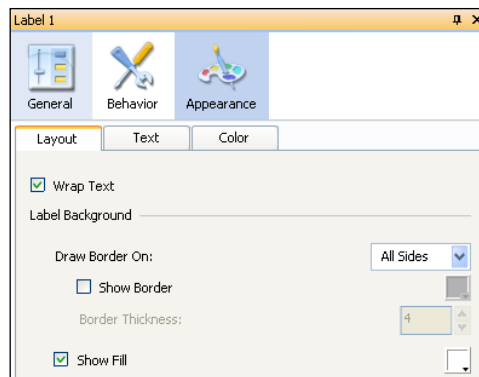 Label 1
General Behavior Appearance
Layout Text Color
Wrap Text
Label Background
Draw Border On: All Sides
Show Border
Border Thickness: 4
Show Fill